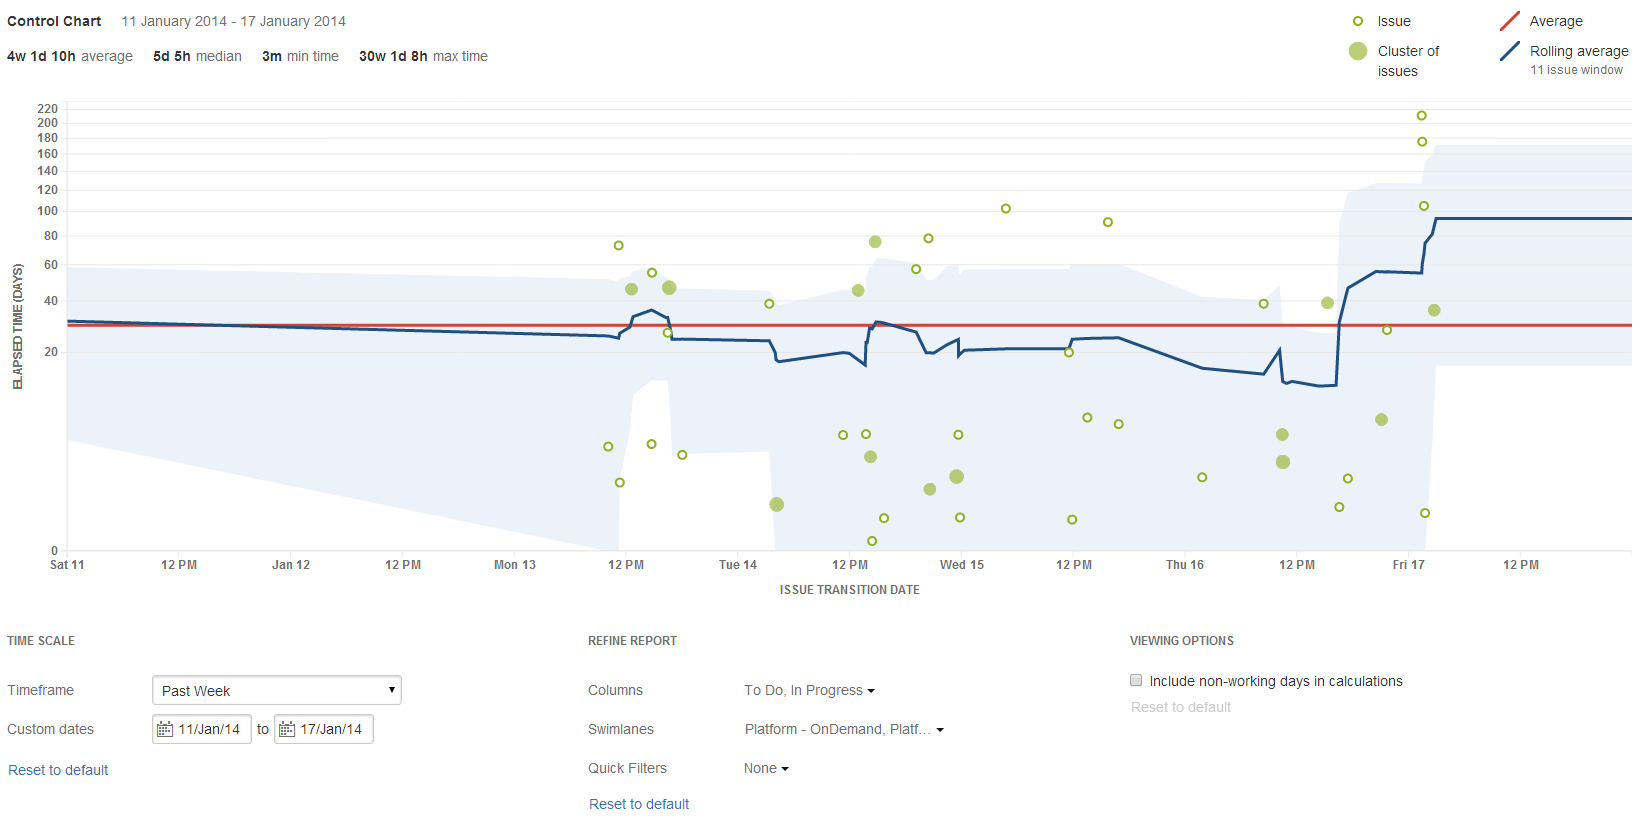 Control Chart 11 January 2014 - 17 January 2014
4w 1d 10h average 5d 5h median 3m min time 30w 1d 8h max time
Issue
Cluster of
issues
Average
Rolling average
11 issue window
220
200
180
160
140
120
100
80
60
40
20
0
ELAPSED TIME (DAYS)
Sat 11 12 PM Jan 12 12 PM Mon 13 12 PM Tue 14 12 PM Wed 15 12 PM Thu 16 12 PM Fri 17 12 PM
ISSUE TRANSITION DATE
TIME SCALE
Timeframe Past Week
Custom dates 11/Jan/14 to 17/Jan/14
Reset to default
REFINE REPORT
Columns To Do, In Progress
Swimlanes Platform - OnDemand, Platf...
Quick Filters None
Reset to default
VIEWING OPTIONS
Include non-working days in calculations
Reset to default